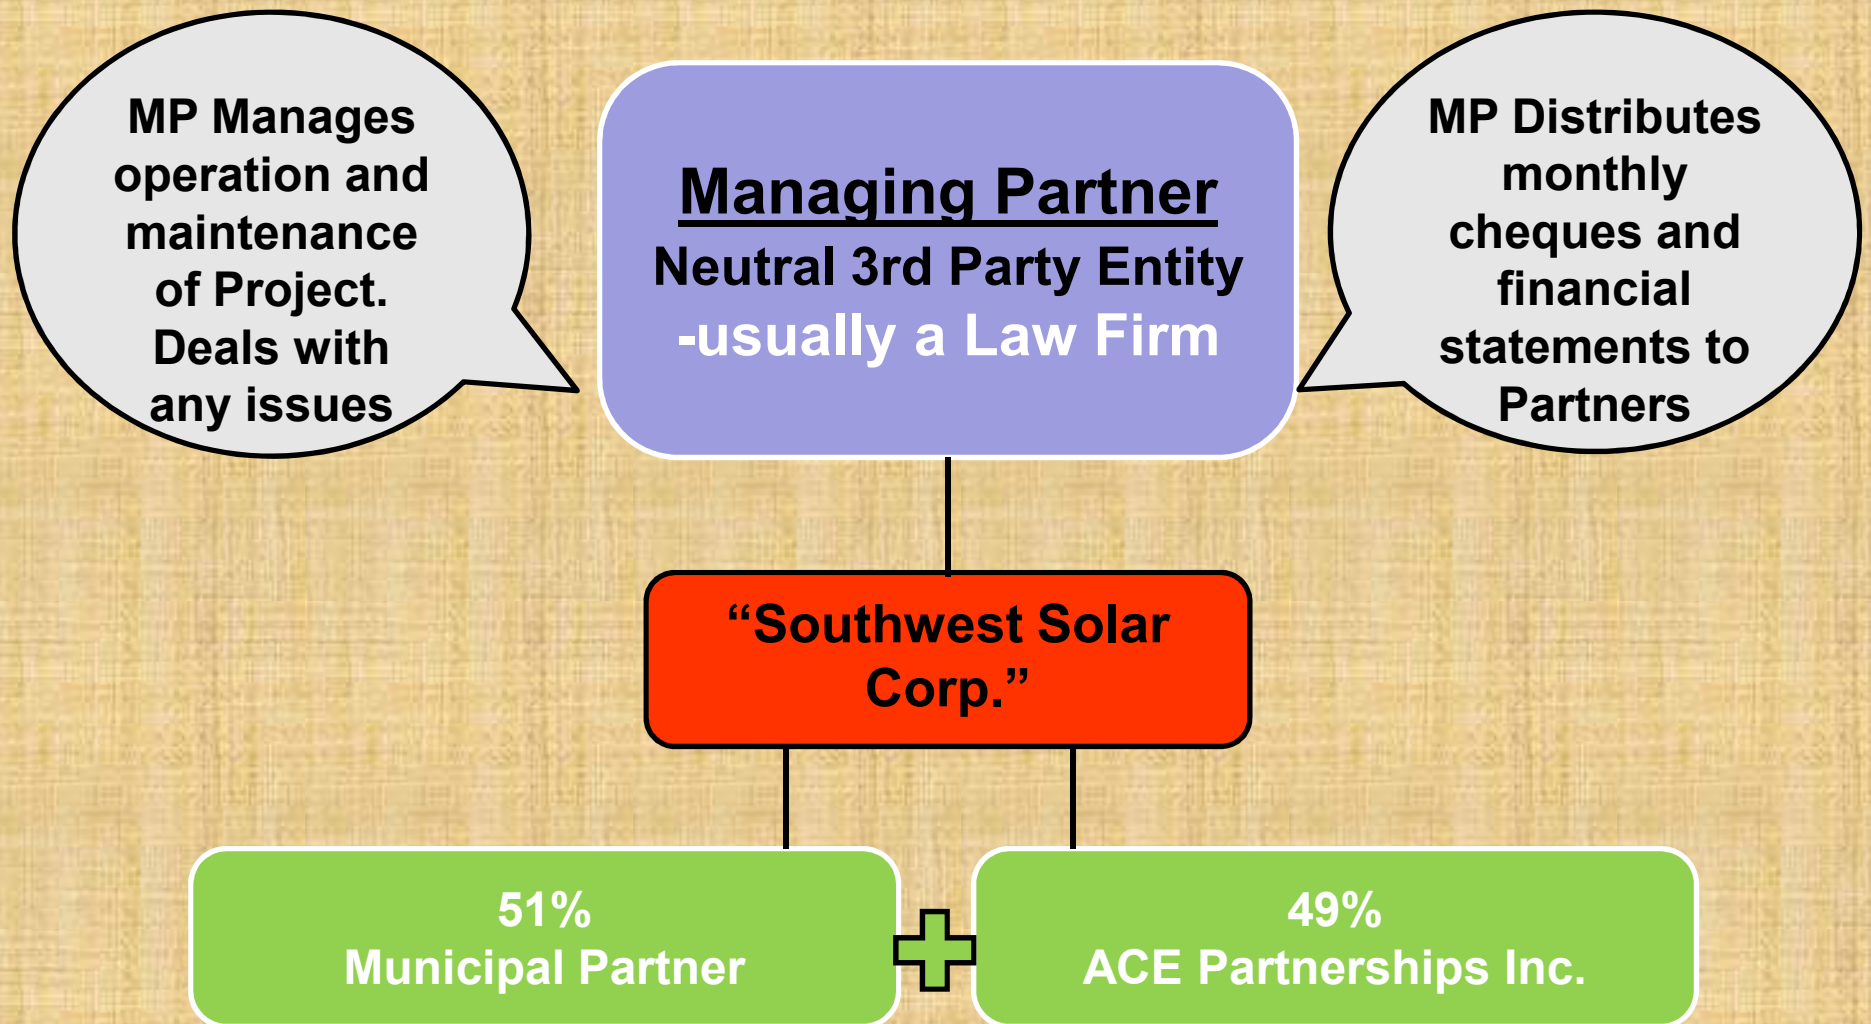 MP Manages
operation and
maintenance
of Project.
Deals with
any issues
Managing Partner
Neutral 3rd Party Entity
-usually a Law Firm
MP Distributes
monthly
cheques and
financial
statements to
Partners
“Southwest Solar
Corp.”
51%
Municipal Partner
49%
ACE Partnerships Inc.